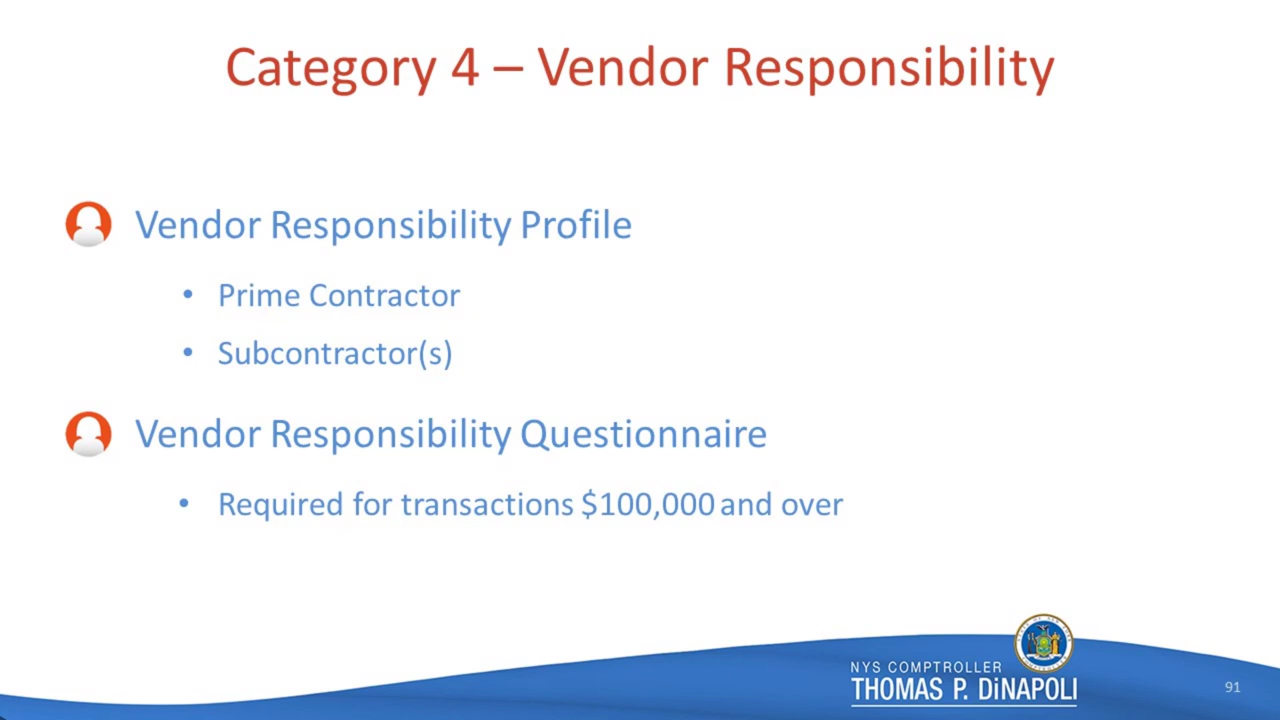 Category 4 – Vendor Responsibility
Vendor Responsibility Profile
• Prime Contractor
• Subcontractor(s)
Vendor Responsibility Questionnaire
• Required for transactions $100,000 and over
NYS COMPTROLLER
THOMAS P. DiNAPOLI
91